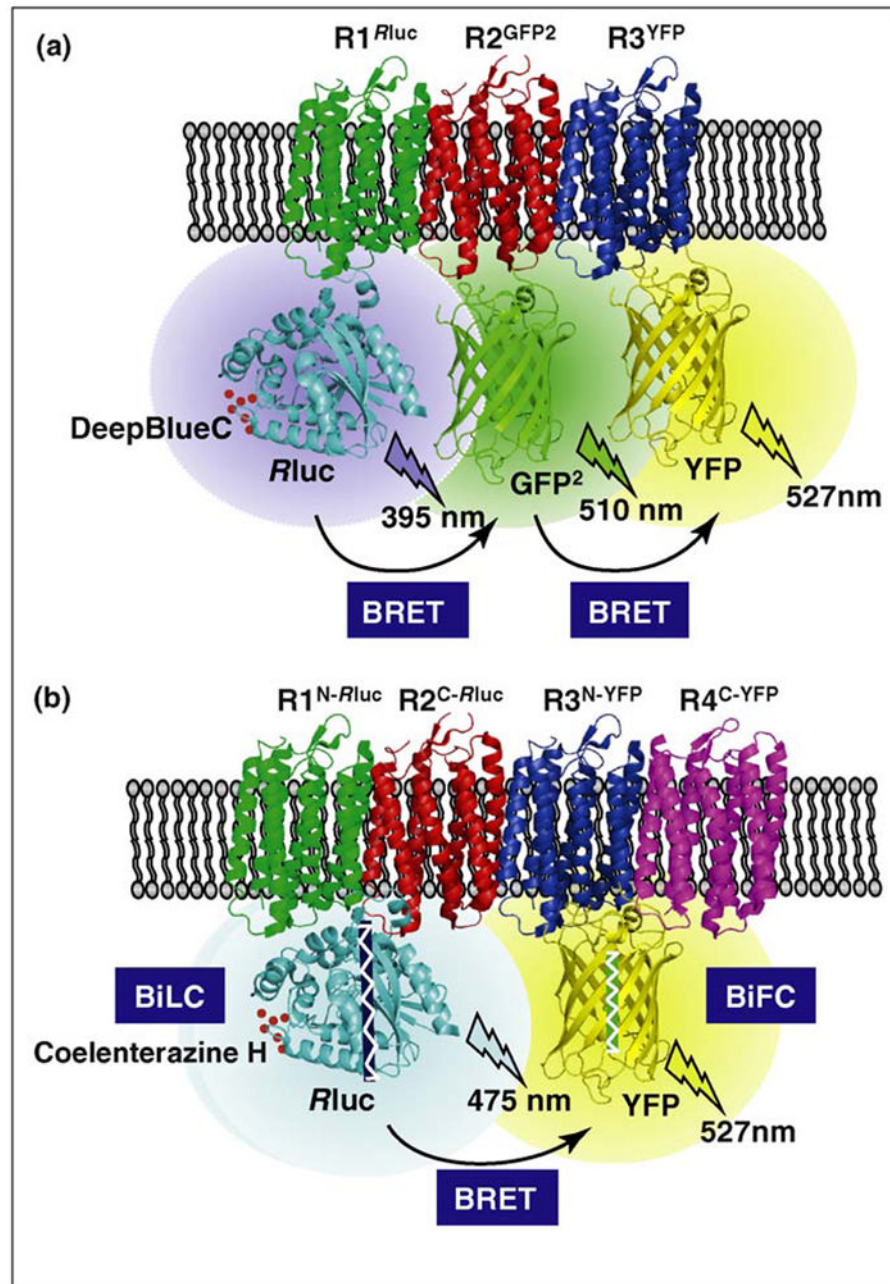 (a)
R1Rluc R2GFP2 R3YFP
DeepBlueC
Rluc
GFP2
YFP
395 nm
510 nm
527nm
BRET
BRET
(b)
R1N-Rluc R2C-Rluc R3N-YFP R4C-YFP
BiLC
BiFC
Coelenterazine H
Rluc
475 nm
YFP
527nm
BRET